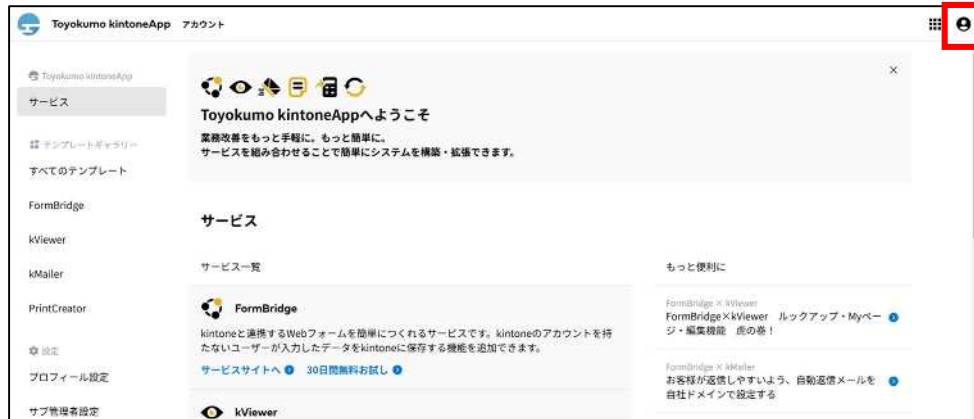 Toyokumo kintoneApp アカウント
Toyokumo kintoneApp
サービス
テンプレートギャラリー
すべてのテンプレート
FormBridge
kViewer
kMailer
PrintCreator
設定
プロフィール設定
サブ管理者設定
Toyokumo kintoneAppへようこそ
業務改善をもっと手軽に。もっと簡単に。
サービスを組み合わせることで簡単にシステムを構築・拡張できます。
サービス
サービス一覧
FormBridge
kintoneと連携するWebフォームを簡単につくれるサービスです。kintoneのアカウントを持
たないユーザーが入力したデータをkintoneに保存する機能を追加できます。
サービスサイトへ 30日間無料お試し
kViewer
もっと便利に
FormBridge × kViewer
FormBridge×kViewer ルックアップ・Myペー
ジ・編集機能 虎の巻！
FormBridge × kMailer
お客様が返信しやすいよう、自動返信メールを
自社ドメインで設定する